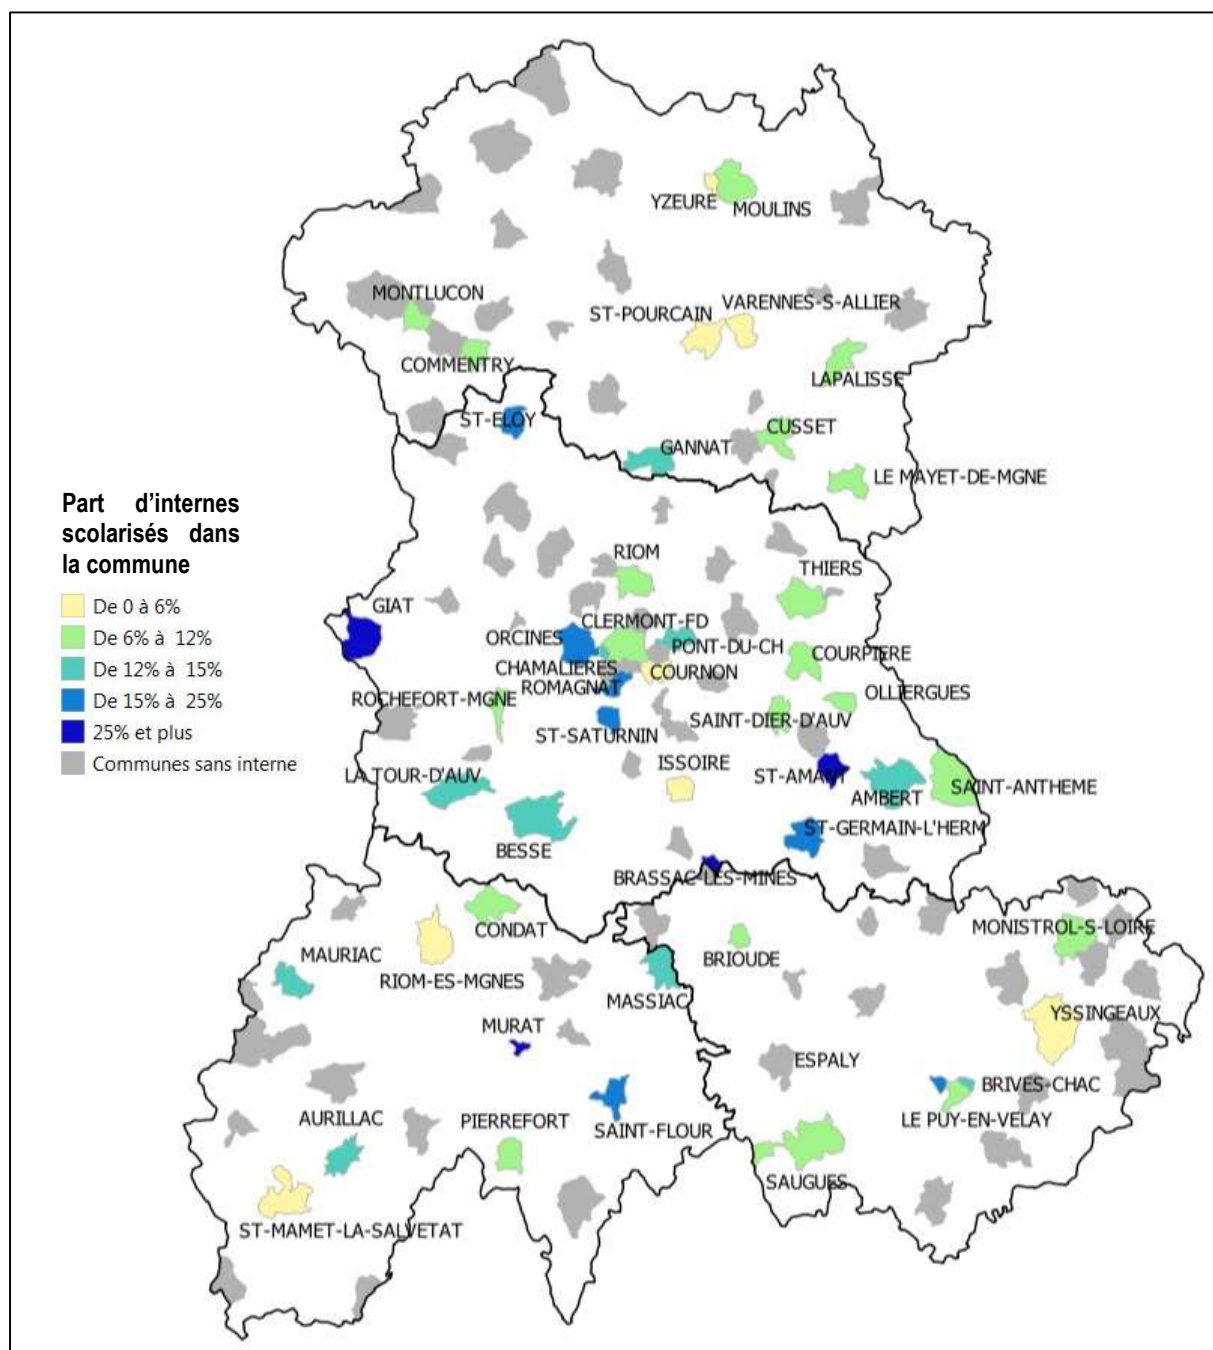 YZEURE
MOULINS
MONTLUCON
ST-POURCAIN
VARENNES-S-ALLIER
COMMENTRY
LAPALISSE
ST-ELOY
GANNAT
CUSSET
LE MAYET-DE-MGNE
Part d'internes
scolarisés dans
la commune
De 0 à 6%
De 6% à 12%
De 12% à 15%
De 15% à 25%
25% et plus
Communes sans interne
RIOM
THIERS
GIAT
CLERMONT-FD
ORCINES
PONT-DU-CH
CHAMALIERES
COURNON
COURPIERE
ROMAGNAT
ROCHEFORT-MGNE
OLLIERGUES
SAINT-DIER-D'AUV
ST-SATURNIN
ISSOIRE
LA TOUR-D'AUV
ST-AMANT
AMBERT
SAINT-ANTHEME
ST-GERMAIN-L'HERM
BESSE
BRASSAC-LES-MINES
CONDAT
MONISTROL-S-LOIRE
MAURIAC
BRIOUDE
RIOM-ES-MGNES
MASSIAC
YSSINGEAUX
MURAT
ESPALY
BRIVES-CHAC
AURILLAC
PIERREFORT
SAINT-FLOUR
LE PUY-EN-VELAY
SAUGUES
ST-MAMET-LA-SALVETAT